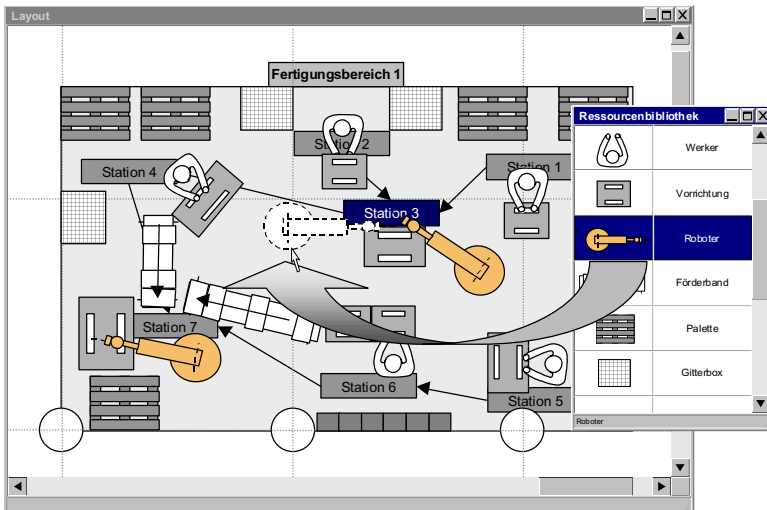 Layout
Fertigungsbereich 1
Ressourcenbibliothek
Werker
Vorrichtung
Roboter
Förderband
Palette
Gitterbox
Roboter
Station 2
Station 4
Station 1
Station 3
Station 7
Station 6
Station 5